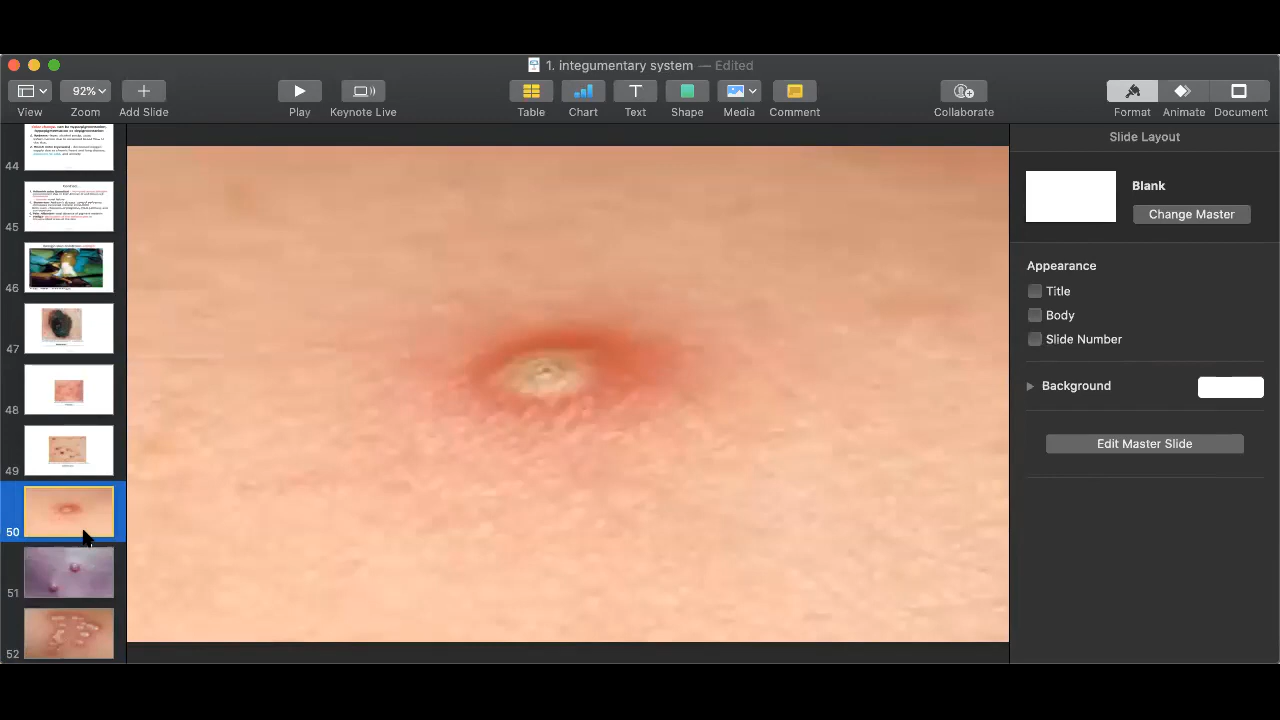 1. integumentary system — Edited
View
92%
Zoom
Add Slide
Play
Keynote Live
Table
Chart
Text
Shape
Media
Comment
Collaborate
Format
Animate
Document
44
45
46
47
48
49
50
51
52
Slide Layout
Blank
Change Master
Appearance
Title
Body
Slide Number
Background
Edit Master Slide